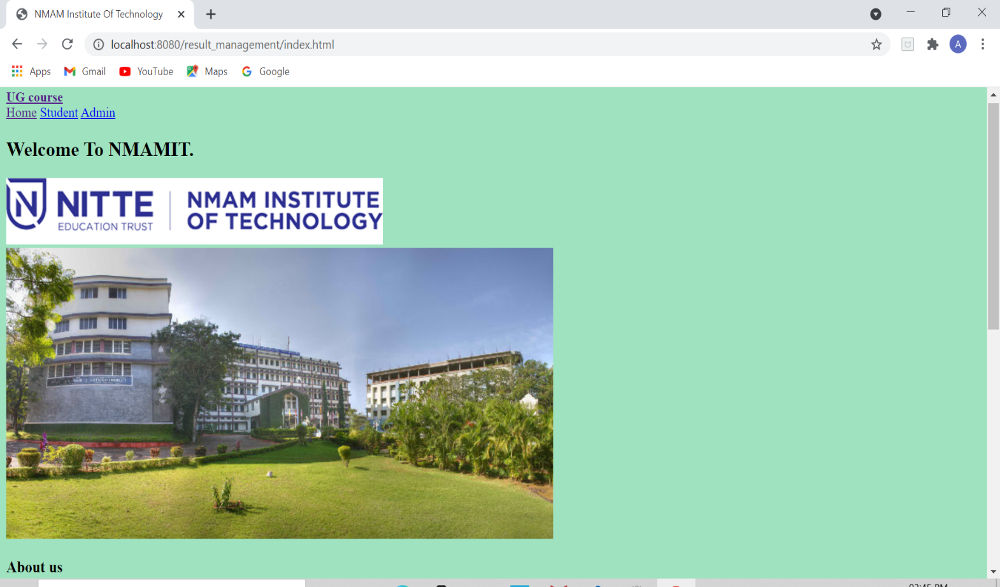 NMAM Institute Of Technology
localhost:8080/result_management/index.html
A
Apps Gmail YouTube Maps Google
UG course
Home Student Admin
Welcome To NMAMIT.
N NITTE
EDUCATION TRUST
NMAM INSTITUTE
OF TECHNOLOGY
About us